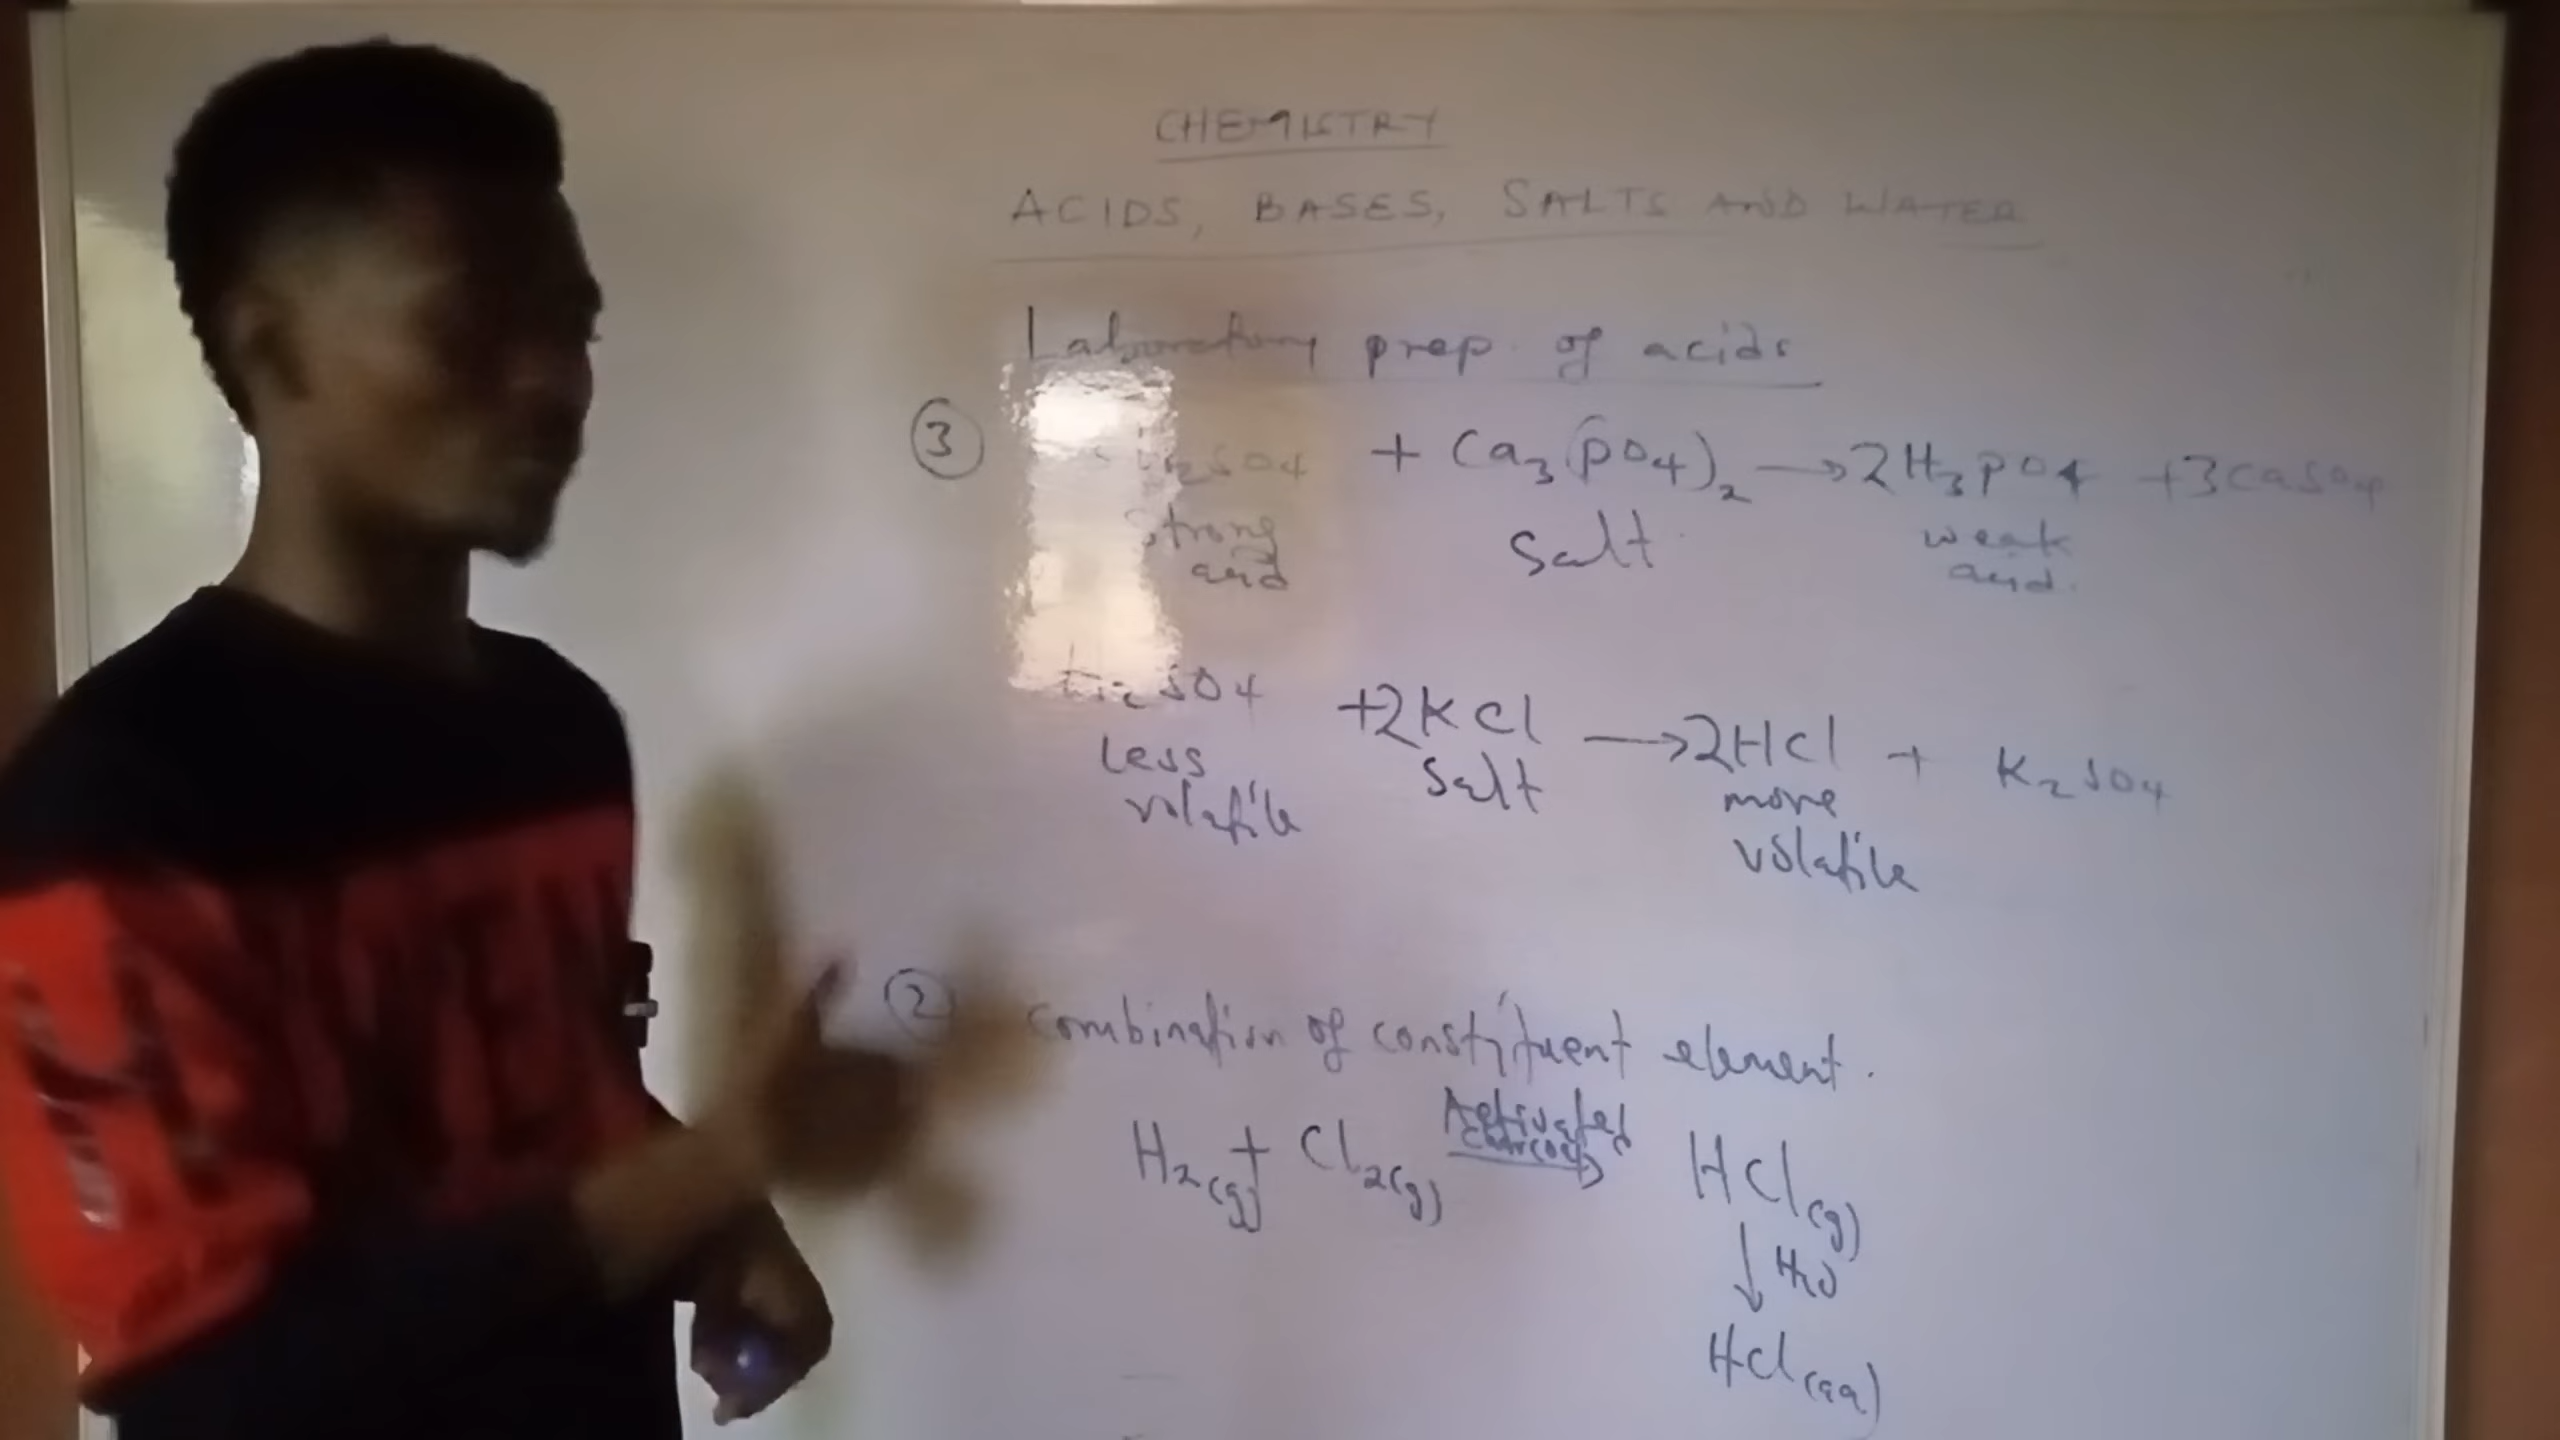 CHEMISTRY
ACIDS, BASES, SALTS AND WATER
Laboratory prep of acids
③ H₂SO₄ + Ca₃(PO₄)₂ → 2H₃PO₄ + 3CaSO₄
Strong acid salt weak acid.
H₂SO₄ + 2KCl → 2HCl + K₂SO₄
Less volatile Salt more volatile
② Combination of constituent element.
Activated charcoal
H₂(g) + Cl₂(g) → HCl(g)
↓ H₂O
HCl(aq)